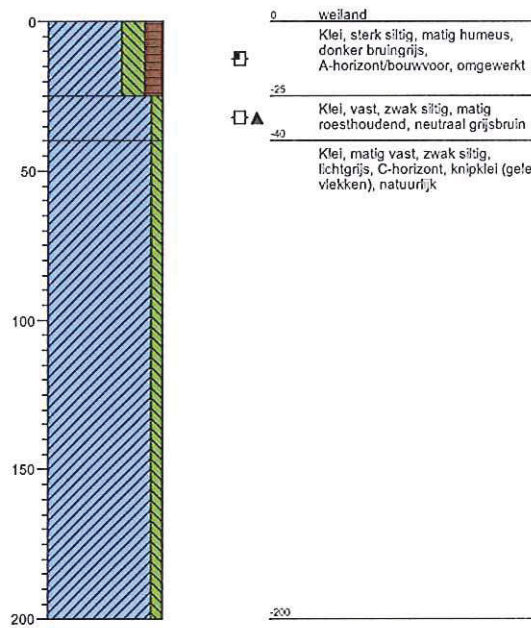 0
50
100
150
200
0 weiland
Klei, sterk siltig, matig humeus,
donker bruingrijs,
A-horizont/bouwvoor, omgewerkt
-25
Klei, vast, zwak siltig, matig
roesthoudend, neutraal grijsbruin
-40
Klei, matig vast, zwak siltig,
lichtgrijs, C-horizont, knipklei (gele
vlekken), natuurlijk
-200